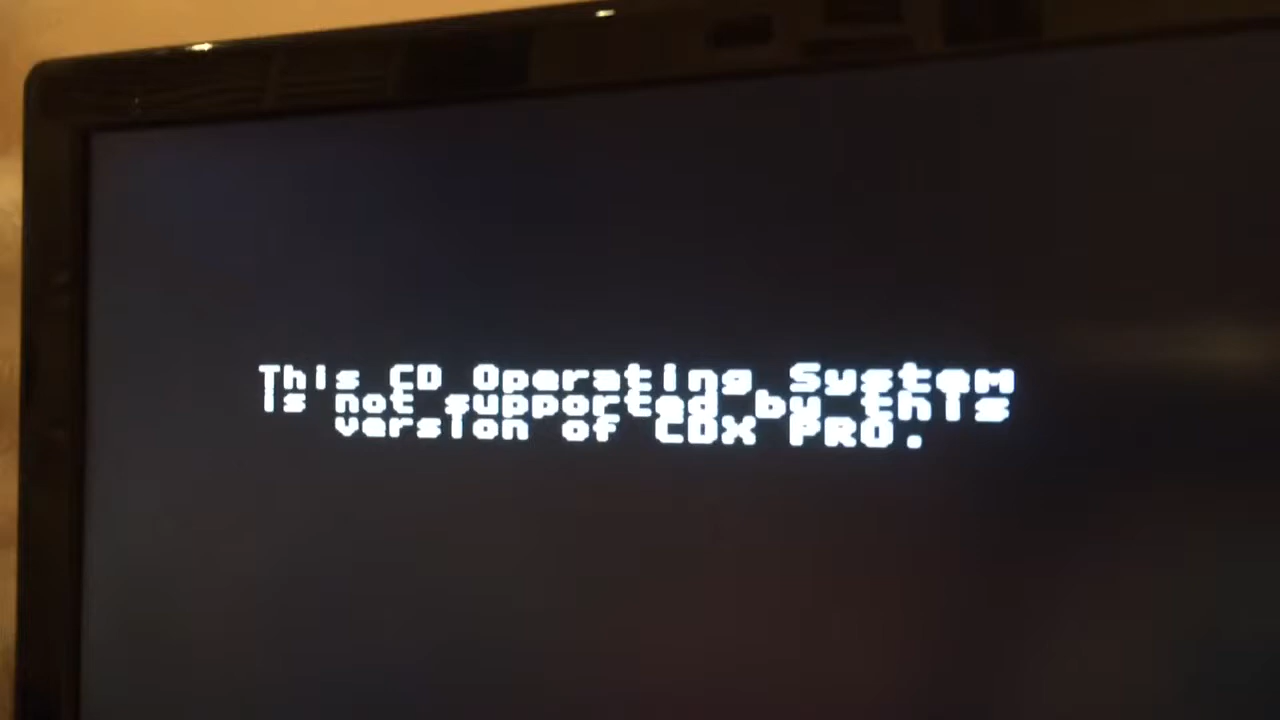 This CD Operating System
is not supported by this
version of CDX PRO.